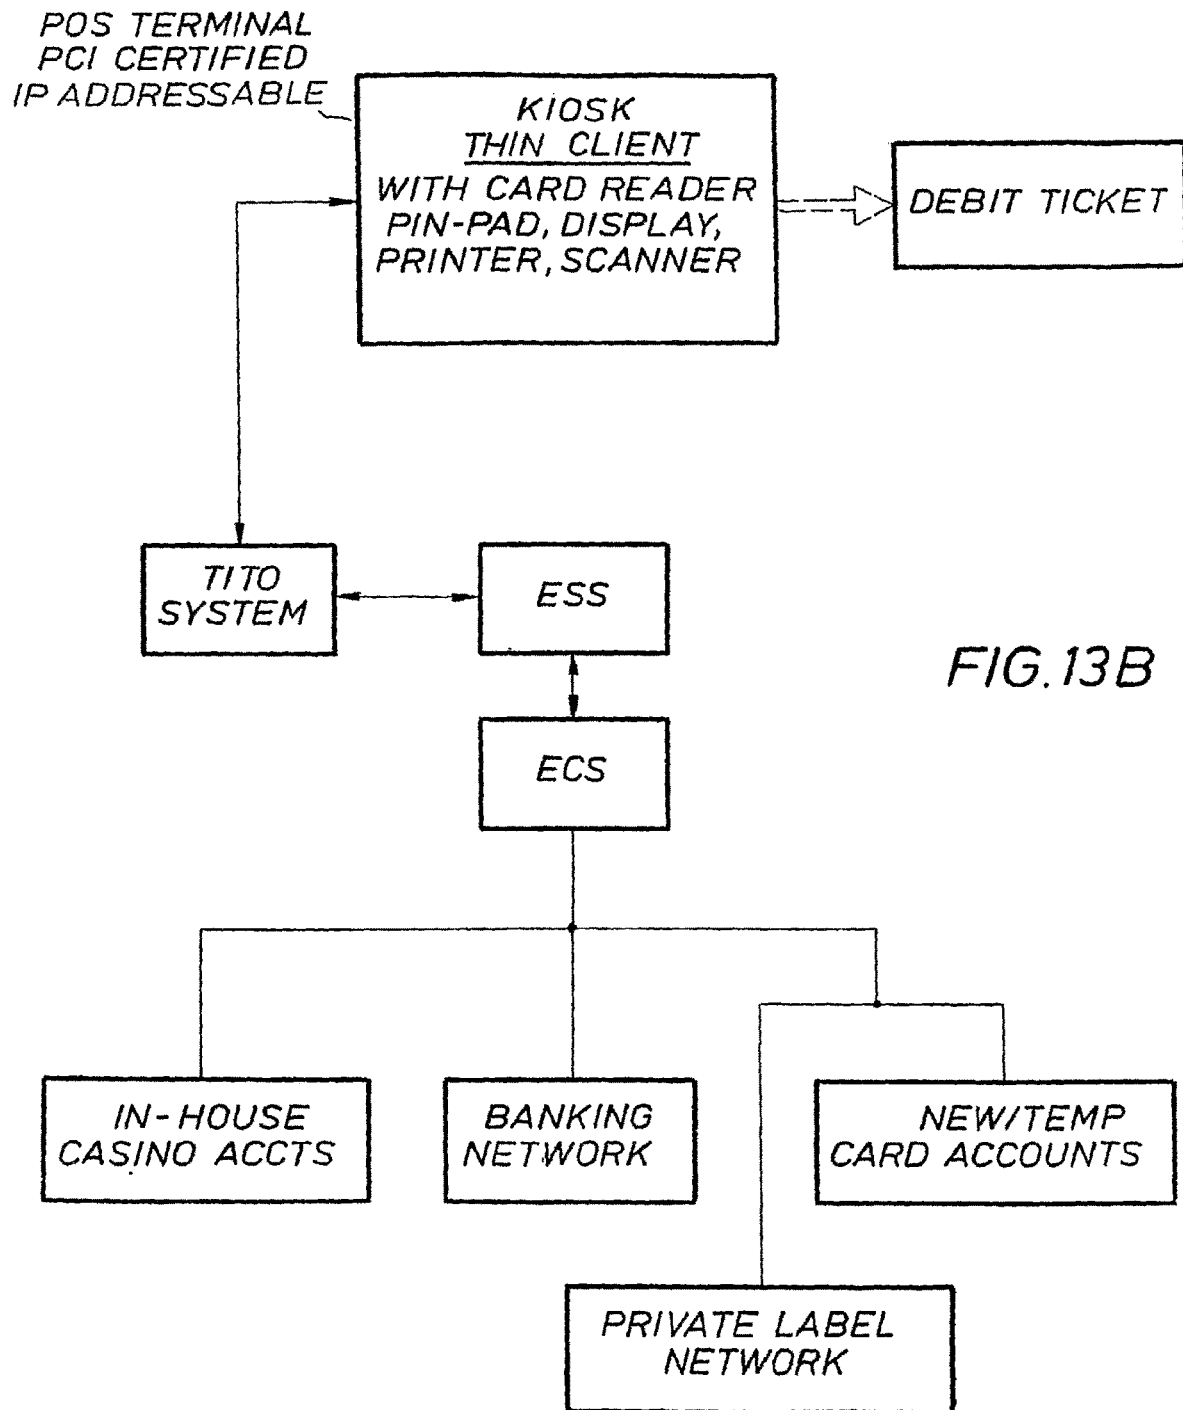 POS TERMINAL
PCI CERTIFIED
IP ADDRESSABLE
KIOSK
THIN CLIENT
WITH CARD READER
PIN-PAD, DISPLAY,
PRINTER, SCANNER
DEBIT TICKET
TITO
SYSTEM
ESS
FIG. 13B
ECS
IN-HOUSE
CASINO ACCTS
BANKING
NETWORK
NEW/TEMP
CARD ACCOUNTS
PRIVATE LABEL
NETWORK